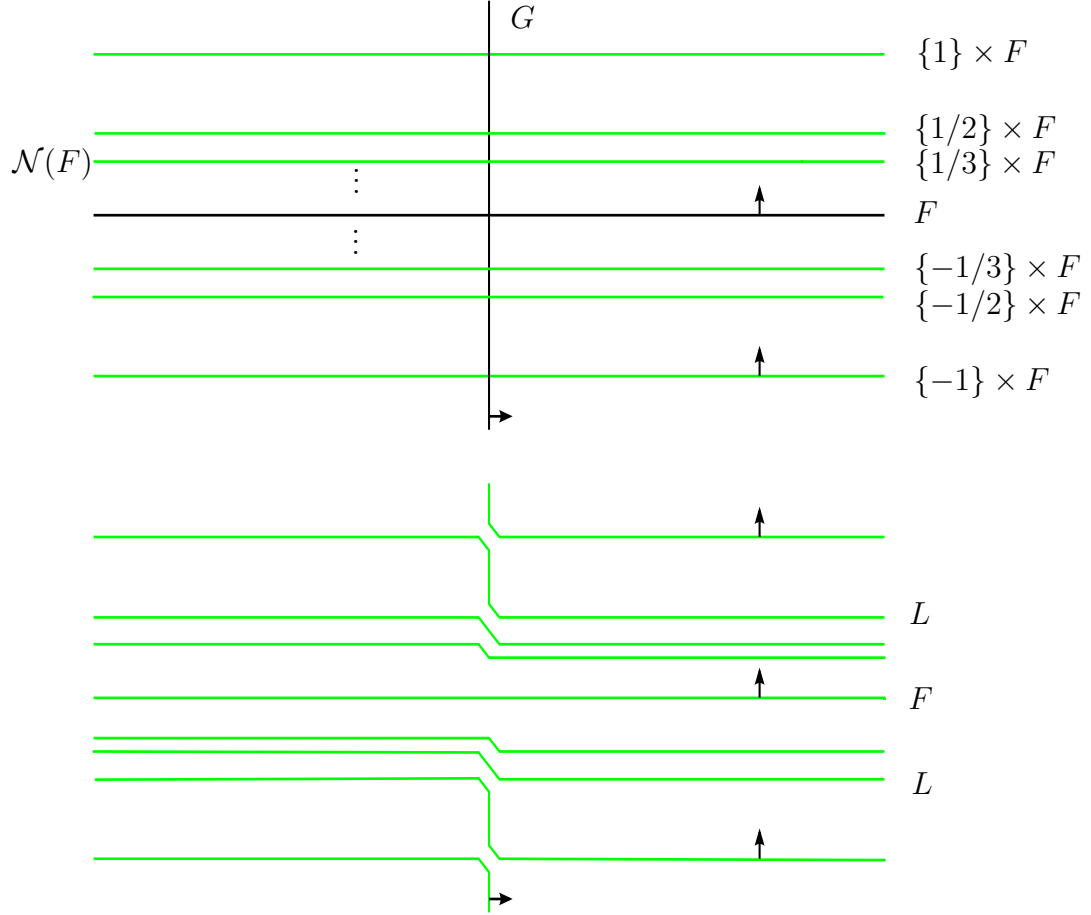 G
{1} × F
{1/2} × F
𝒩(F)
{1/3} × F
⋮
F
⋮
{−1/3} × F
{−1/2} × F
{−1} × F
L
F
L